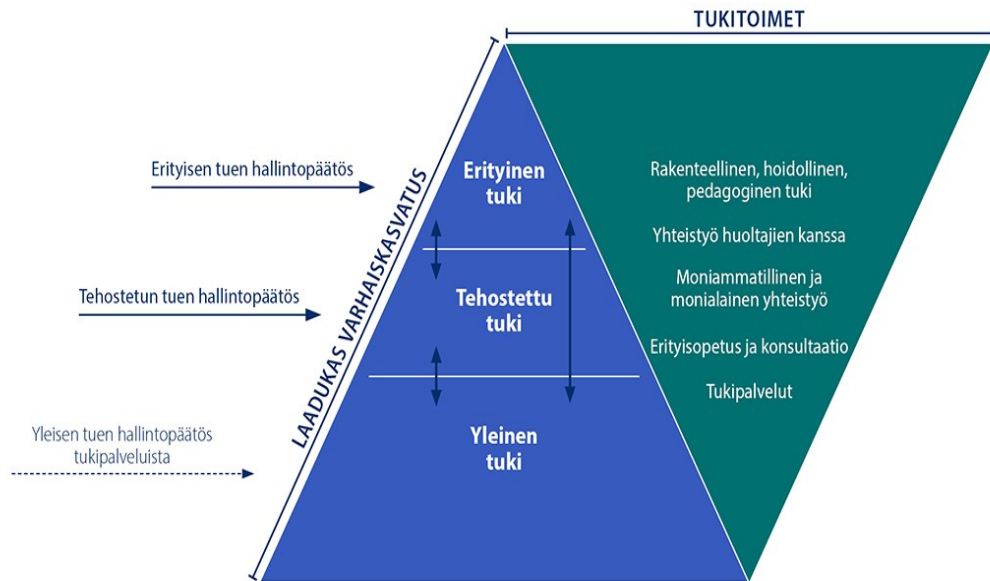 TUKITOIMET
LAADUKAS VARHAISKASVATUS
Erityisen tuen hallintopäätös
Tehostetun tuen hallintopäätös
Yleisen tuen hallintopäätös
tukipalveluista
Erityinen
tuki
Tehostettu
tuki
Yleinen
tuki
Rakenteellinen, hoidollinen,
pedagoginen tuki
Yhteistyö huoltajien kanssa
Moniammatillinen ja
monialainen yhteistyö
Erityisopetus ja konsultaatio
Tukipalvelut